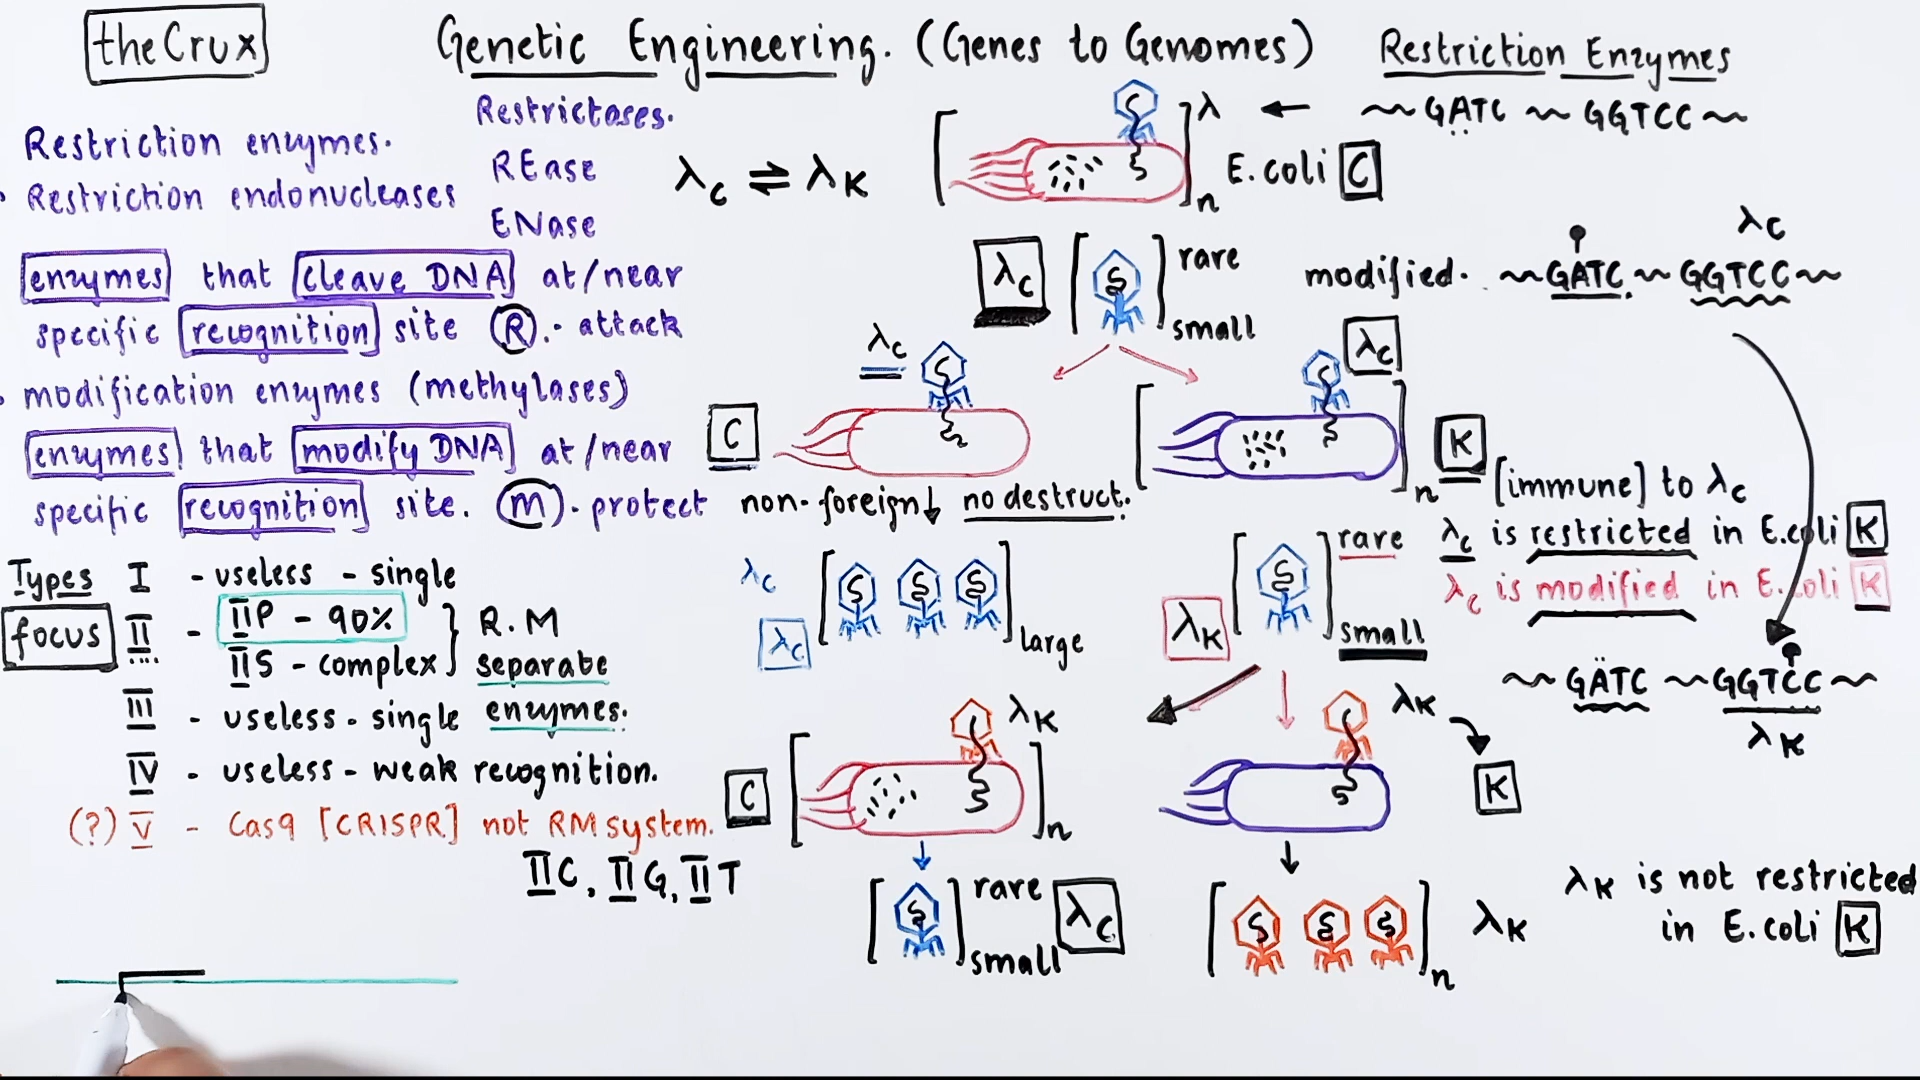 theCrux
Genetic Engineering. (Genes to Genomes)
Restriction Enzymes
Restriction enzymes.
Restriction endonucleases
Restrictases.
REase
ENase
enzymes that cleave DNA at/near
specific recognition site (R). - attack
modification enzymes (methylases)
enzymes that modify DNA at/near
specific recognition site. (m). - protect
Types
focus
I - useless - single
II - IIP - 90%
IIS - complex
R.M
separate
enzymes.
III - useless - single
IV - useless - weak recognition.
(?) V - Cas9 [CRISPR] not RM system.
IIC, IIG, IIT
λc ⇌ λK
λ ← ~ GATC ~ GGTCC ~
n E.coli C
λc
rare
small
λc
modified. ~GATC~GGTCC~
λc
C
λc
K
n
non-foreign↓ no destruct.
[immune] to λc
λc is restricted in E.coli K
λc is modified in E.coli K
λc
λc
large
λK
rare
small
~GÄTC ~GGTCC~
λK
λK
C
n
λK
K
rare
small
λc
n
λK
λK is not restricted
in E.coli K